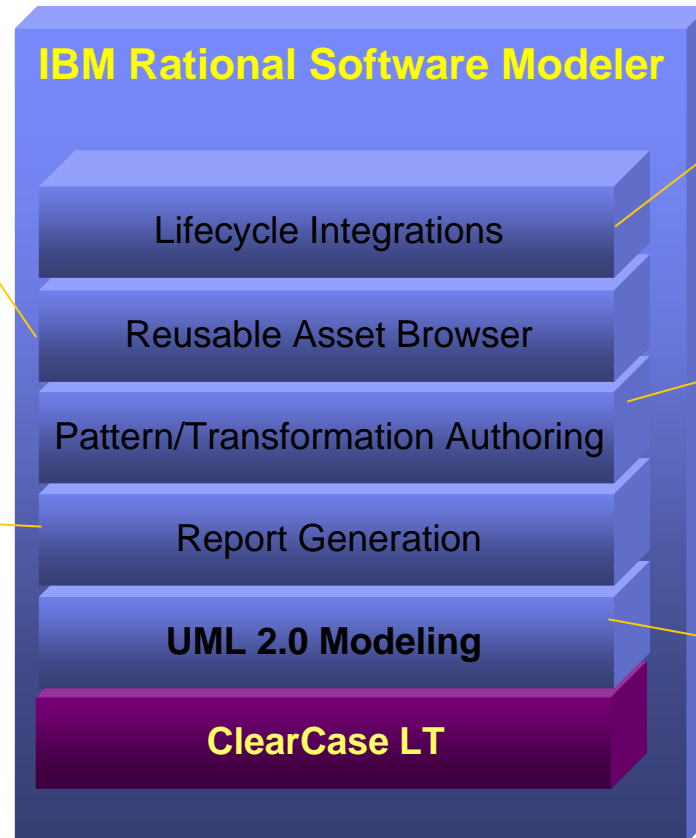 IBM Rational Software Modeler
Lifecycle Integrations
Reusable Asset Browser
Pattern/Transformation Authoring
Report Generation
UML 2.0 Modeling
ClearCase LT